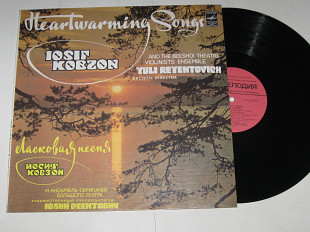 Heartwarming Songs
IOSIF
KOBZON
AND THE BOLSHOI THEATRE
VIOLINISTS ENSEMBLE
YULI REYENTOVICH
Ласковая песня
ИОСИФ
КОБЗОН
И АНСАМБЛЬ СКРИПАЧЕЙ
БОЛЬШОГО ТЕАТРА
ХУДОЖЕСТВЕННЫЙ РУКОВОДИТЕЛЬ
ЮЛИЙ РЕЕНТОВИЧ
МЕЛОДИЯ